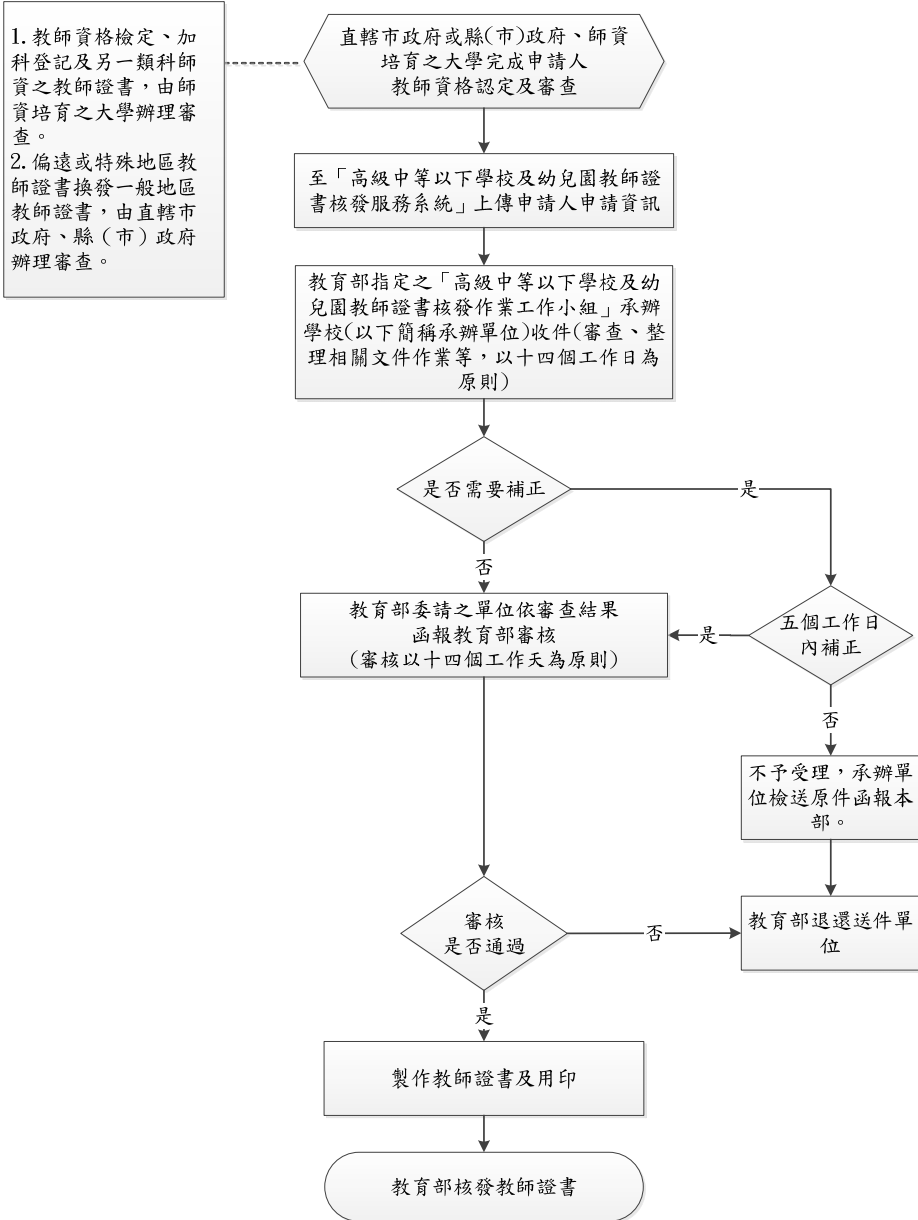 1.教師資格檢定、加
科登記及另一類科師
資之教師證書，由師
資培育之大學辦理審
查。
2.偏遠或特殊地區教
師證書換發一般地區
教師證書，由直轄市
政府、縣（市）政府
辦理審查。
直轄市政府或縣(市)政府、師資
培育之大學完成申請人
教師資格認定及審查
至「高級中等以下學校及幼兒園教師證
書核發服務系統」上傳申請人申請資訊
教育部指定之「高級中等以下學校及幼
兒園教師證書核發作業工作小組」承辦
學校(以下簡稱承辦單位)收件(審查、整
理相關文件作業等，以十四個工作日為
原則)
是否需要補正
是
否
教育部委請之單位依審查結果
函報教育部審核
(審核以十四個工作天為原則)
是
五個工作日
內補正
否
不予受理，承辦單
位檢送原件函報本
部。
審核
是否通過
否
教育部退還送件單
位
是
製作教師證書及用印
教育部核發教師證書